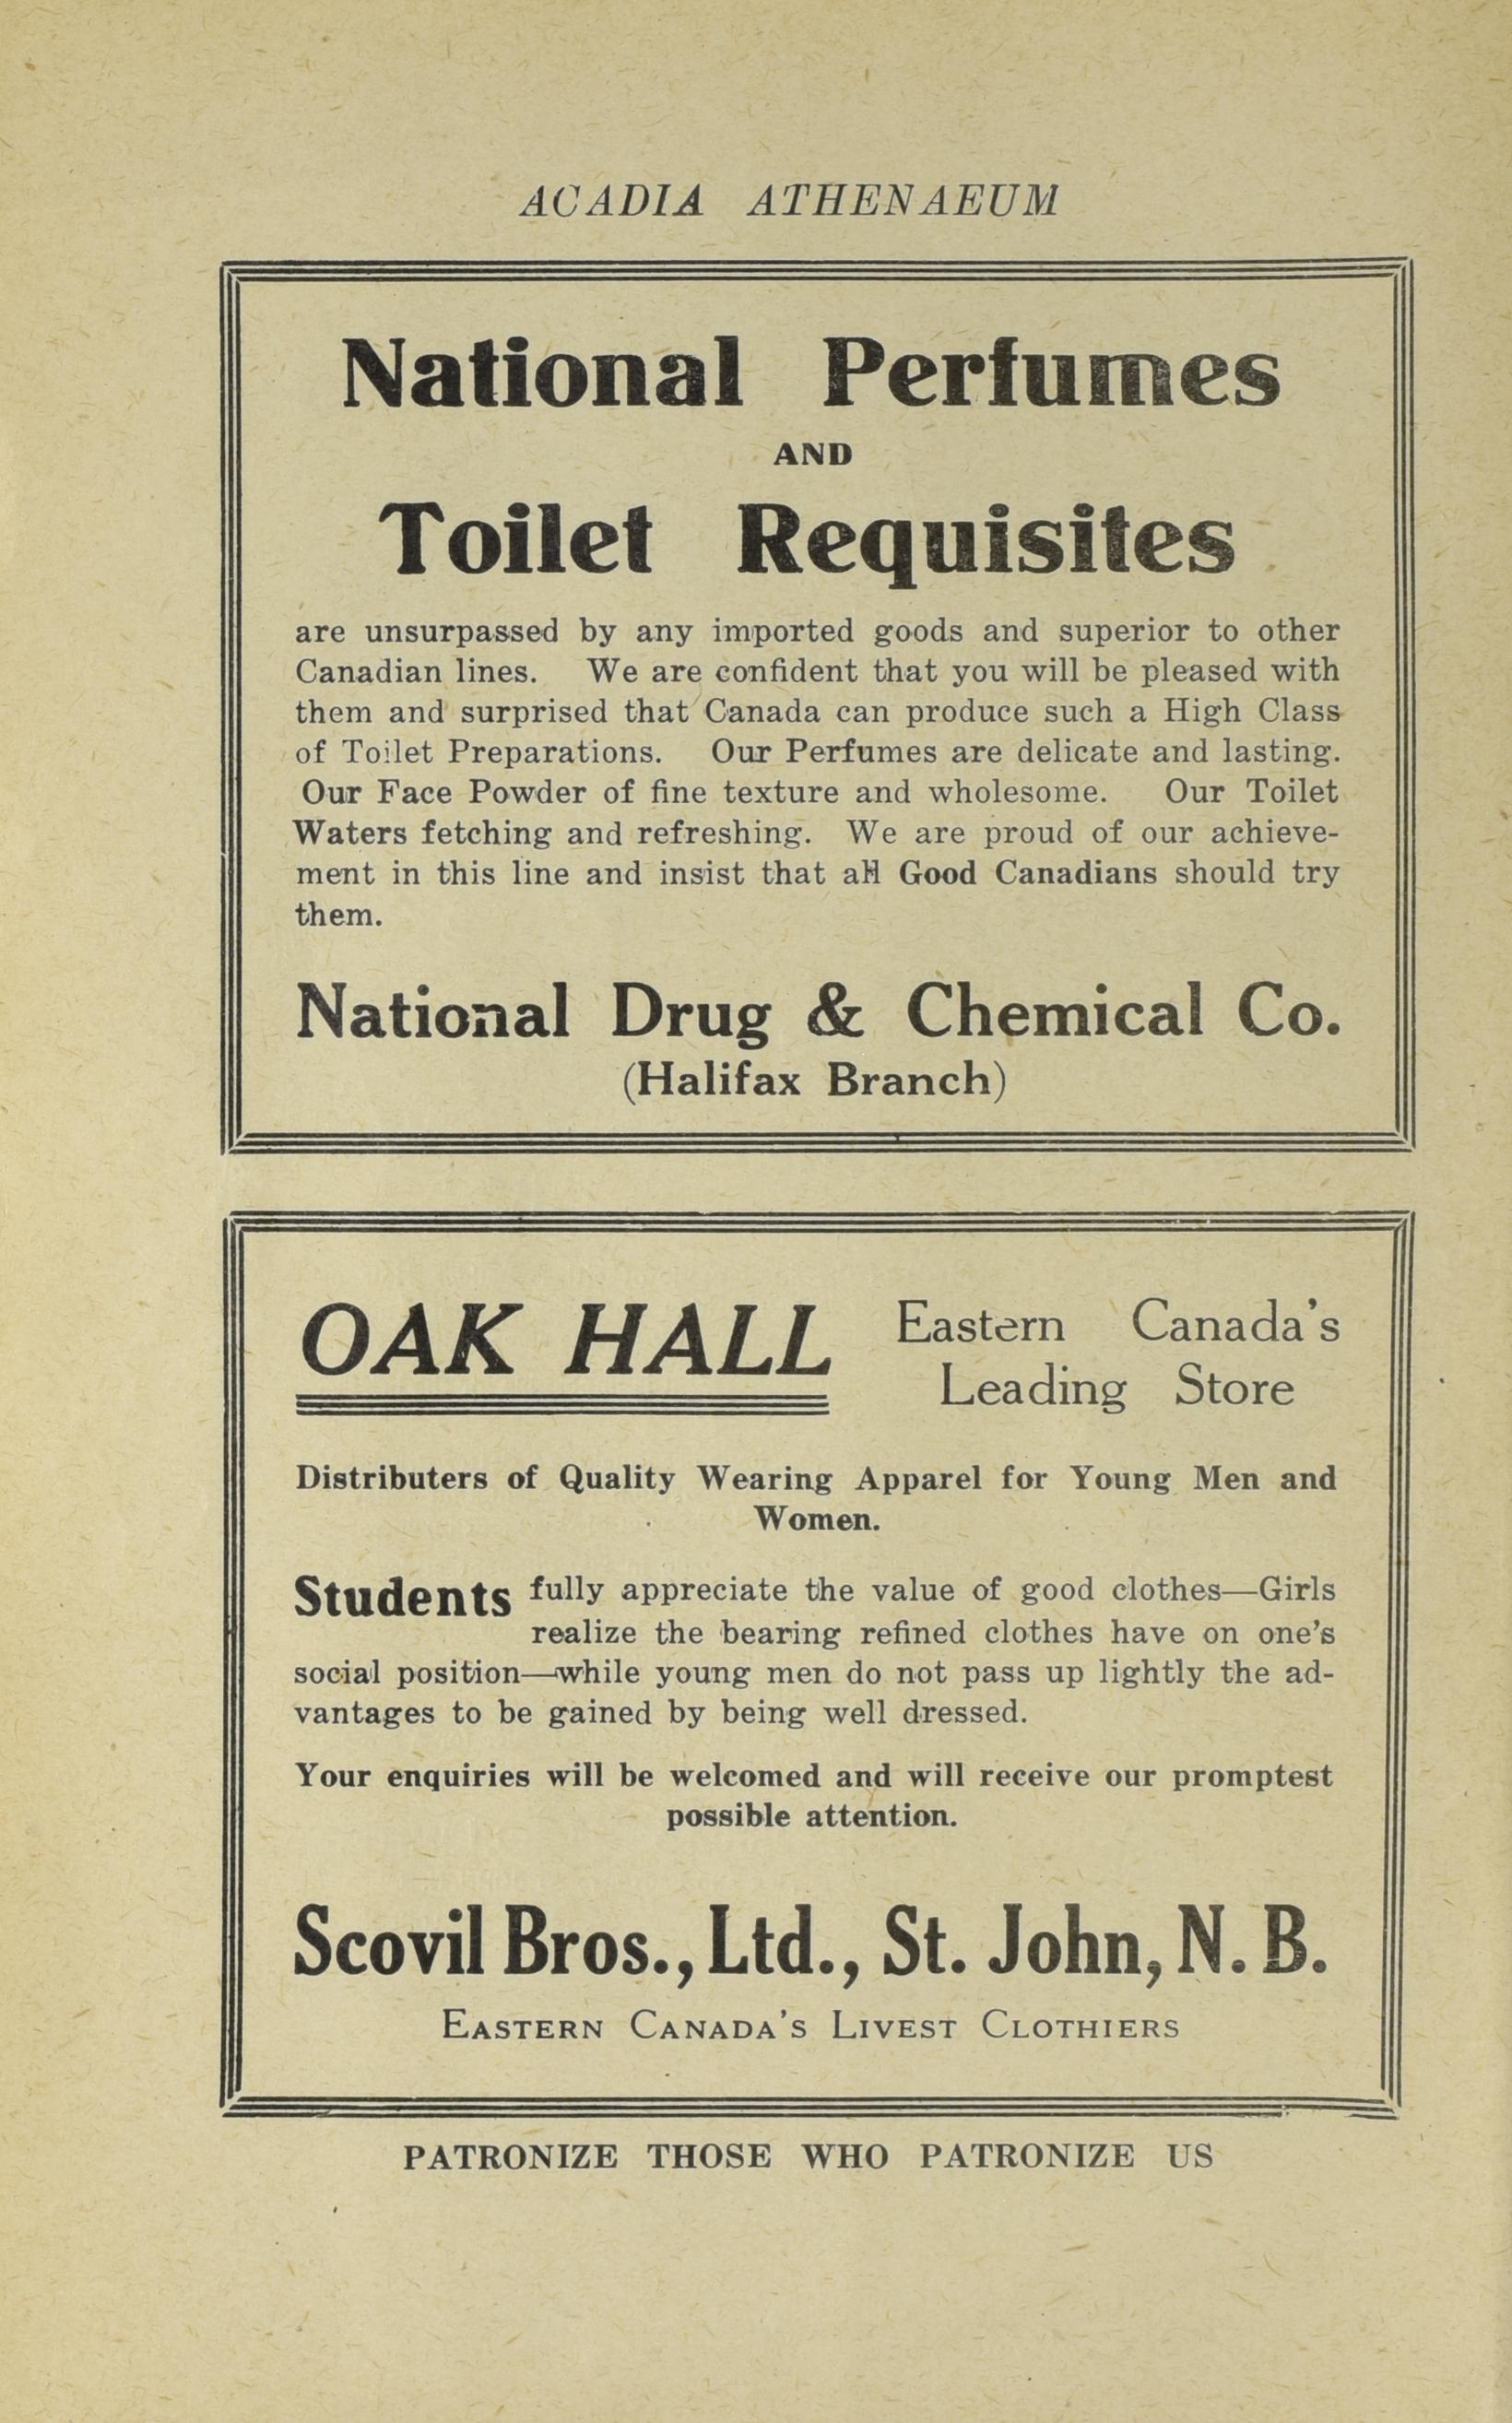 ACADIA ATHENAEUM
National Perfumes
AND
Toilet Requisites
are unsurpassed by any imported goods and superior to other
Canadian lines. We are confident that you will be pleased with
them and surprised that Canada can produce such a High Class
of Toilet Preparations. Our Perfumes are delicate and lasting.
Our Face Powder of fine texture and wholesome. Our Toilet
Waters fetching and refreshing. We are proud of our achieve-
ment in this line and insist that all Good Canadians should try
them.
National Drug & Chemical Co.
(Halifax Branch)
OAK HALL
Eastern Canada's
Leading Store
Distributers of Quality Wearing Apparel for Young Men and
Women.
Students fully appreciate the value of good clothes—Girls
realize the bearing refined clothes have on one's
social position—while young men do not pass up lightly the ad-
vantages to be gained by being well dressed.
Your enquiries will be welcomed and will receive our promptest
possible attention.
Scovil Bros., Ltd., St. John, N. B.
EASTERN CANADA'S LIVEST CLOTHIERS
PATRONIZE THOSE WHO PATRONIZE US